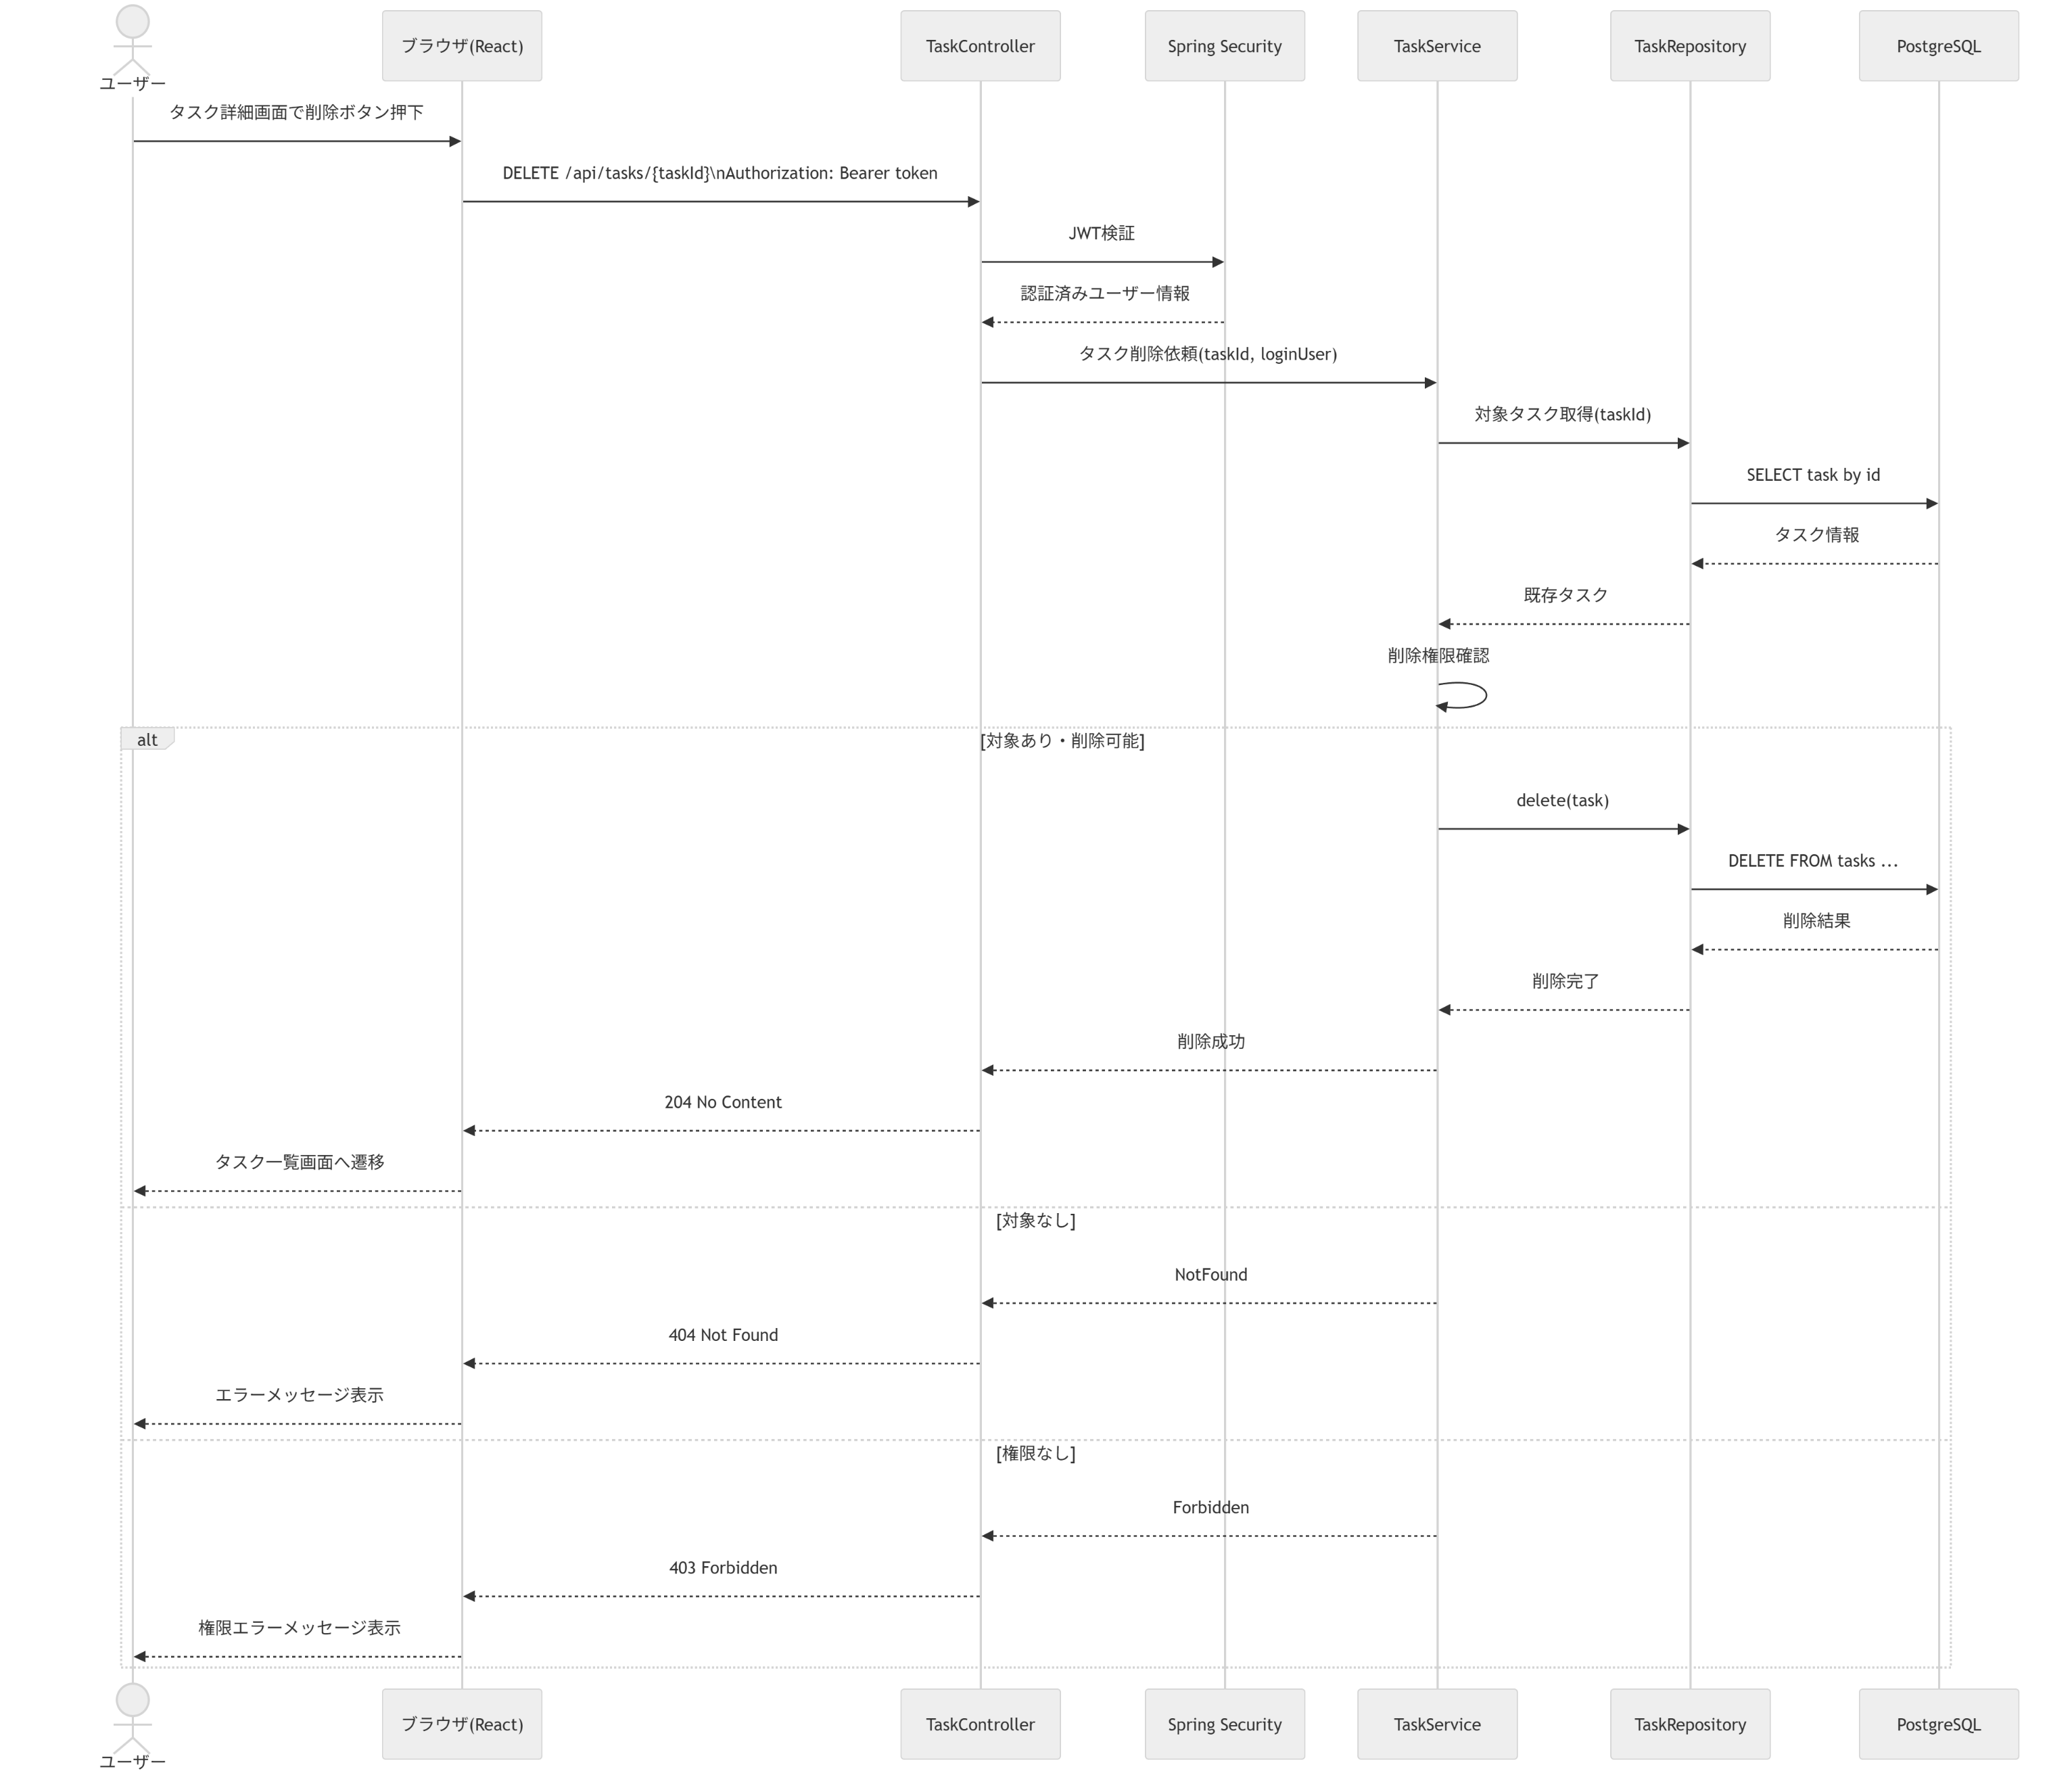 ユーザー
ブラウザ(React)
TaskController
Spring Security
TaskService
TaskRepository
PostgreSQL
タスク詳細画面で削除ボタン押下
DELETE /api/tasks/{taskId}\nAuthorization: Bearer token
JWT検証
認証済みユーザー情報
タスク削除依頼(taskId, loginUser)
対象タスク取得(taskId)
SELECT task by id
タスク情報
既存タスク
削除権限確認
alt
[対象あり・削除可能]
delete(task)
DELETE FROM tasks ...
削除結果
削除完了
削除成功
204 No Content
タスク一覧画面へ遷移
[対象なし]
NotFound
404 Not Found
エラーメッセージ表示
[権限なし]
Forbidden
403 Forbidden
権限エラーメッセージ表示
ユーザー
ブラウザ(React)
TaskController
Spring Security
TaskService
TaskRepository
PostgreSQL